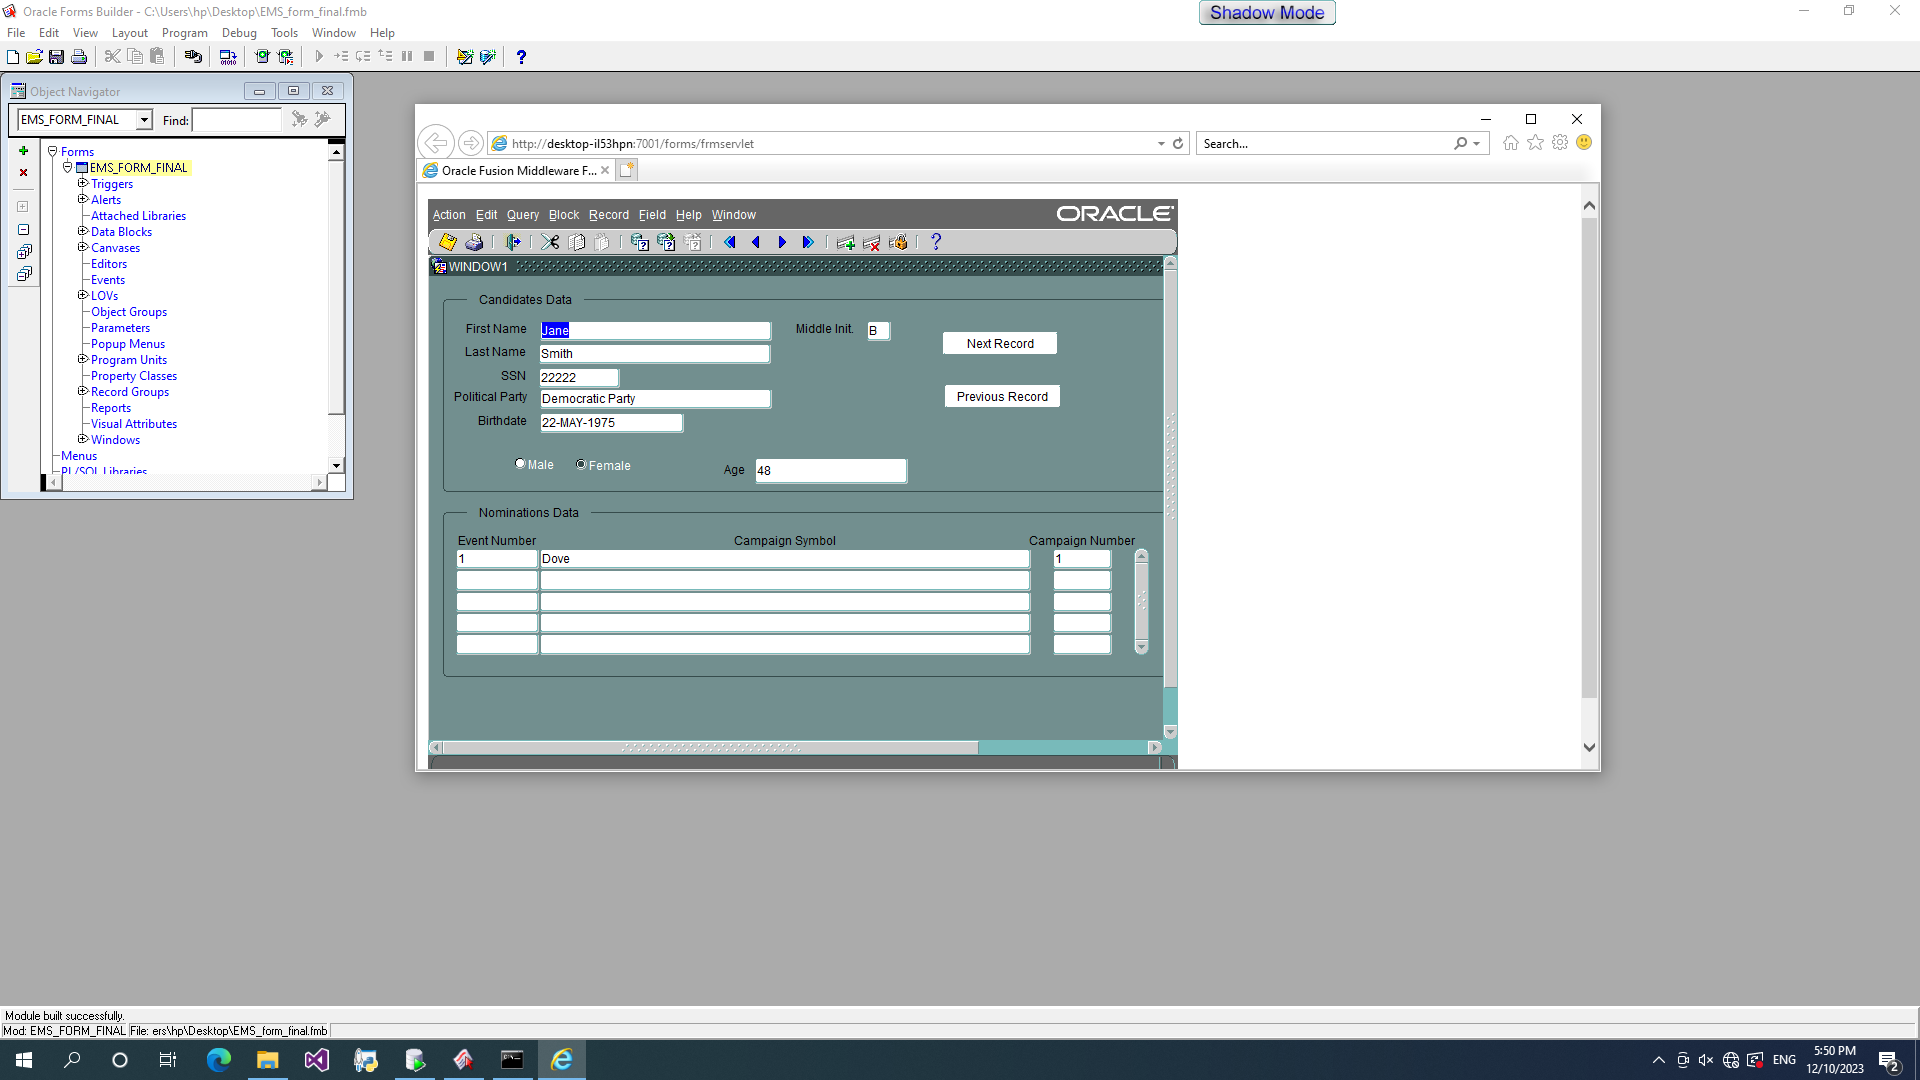 Oracle Forms Builder - C:\Users\hp\Desktop\EMS_form_final.fmb
Shadow Mode
File Edit View Layout Program Debug Tools Window Help
Object Navigator
EMS_FORM_FINAL Find:
Forms
EMS_FORM_FINAL
Triggers
Alerts
Attached Libraries
Data Blocks
Canvases
Editors
Events
LOVs
Object Groups
Parameters
Popup Menus
Program Units
Property Classes
Record Groups
Reports
Visual Attributes
Windows
Menus
PL/SQL Libraries
http://desktop-il53hpn:7001/forms/frmservlet
Search...
Oracle Fusion Middleware F...
Action Edit Query Block Record Field Help Window
ORACLE
WINDOW1
Candidates Data
First Name Jane Middle Init. B
Next Record
Last Name Smith
SSN 22222
Political Party Democratic Party
Previous Record
Birthdate 22-MAY-1975
Male Female Age 48
Nominations Data
Event Number Campaign Symbol Campaign Number
1 Dove 1
Module built successfully.
Mod: EMS_FORM_FINAL File: ers\hp\Desktop\EMS_form_final.fmb
ENG
5:50 PM
12/10/2023
2